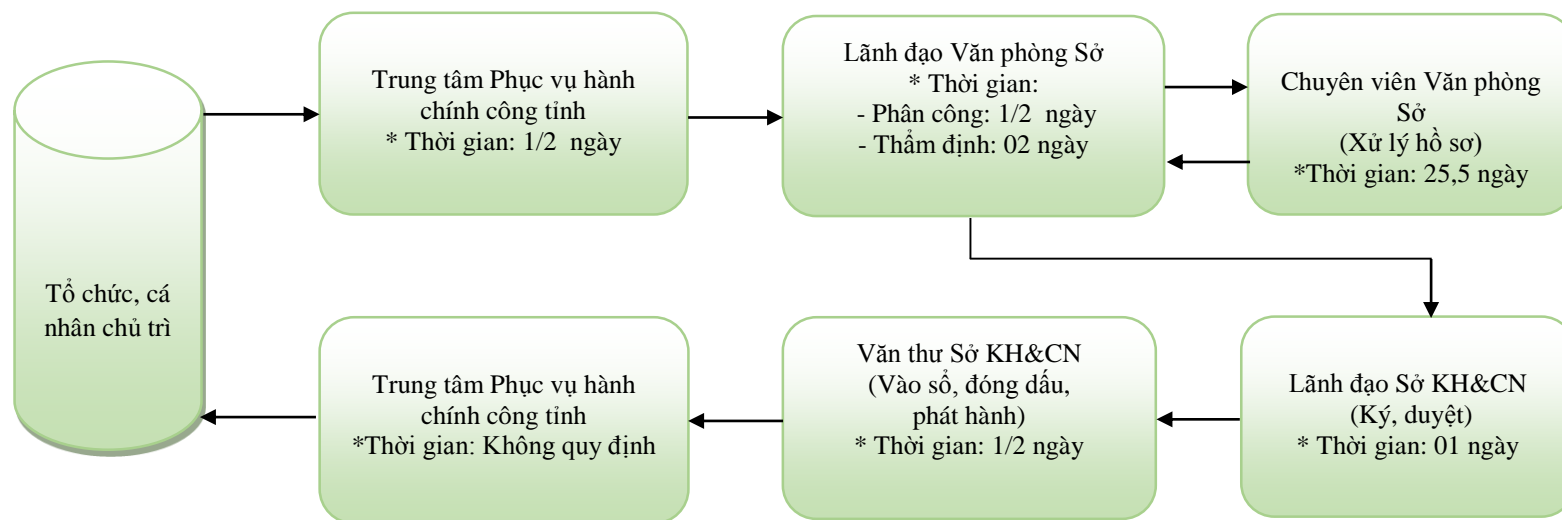 Tổ chức, cá
nhân chủ trì
Trung tâm Phục vụ hành
chính công tỉnh
* Thời gian: 1/2 ngày
Lãnh đạo Văn phòng Sở
* Thời gian:
- Phân công: 1/2 ngày
- Thẩm định: 02 ngày
Chuyên viên Văn phòng
Sở
(Xử lý hồ sơ)
*Thời gian: 25,5 ngày
Lãnh đạo Sở KH&CN
(Ký, duyệt)
* Thời gian: 01 ngày
Văn thư Sở KH&CN
(Vào sổ, đóng dấu,
phát hành)
* Thời gian: 1/2 ngày
Trung tâm Phục vụ hành
chính công tỉnh
*Thời gian: Không quy định